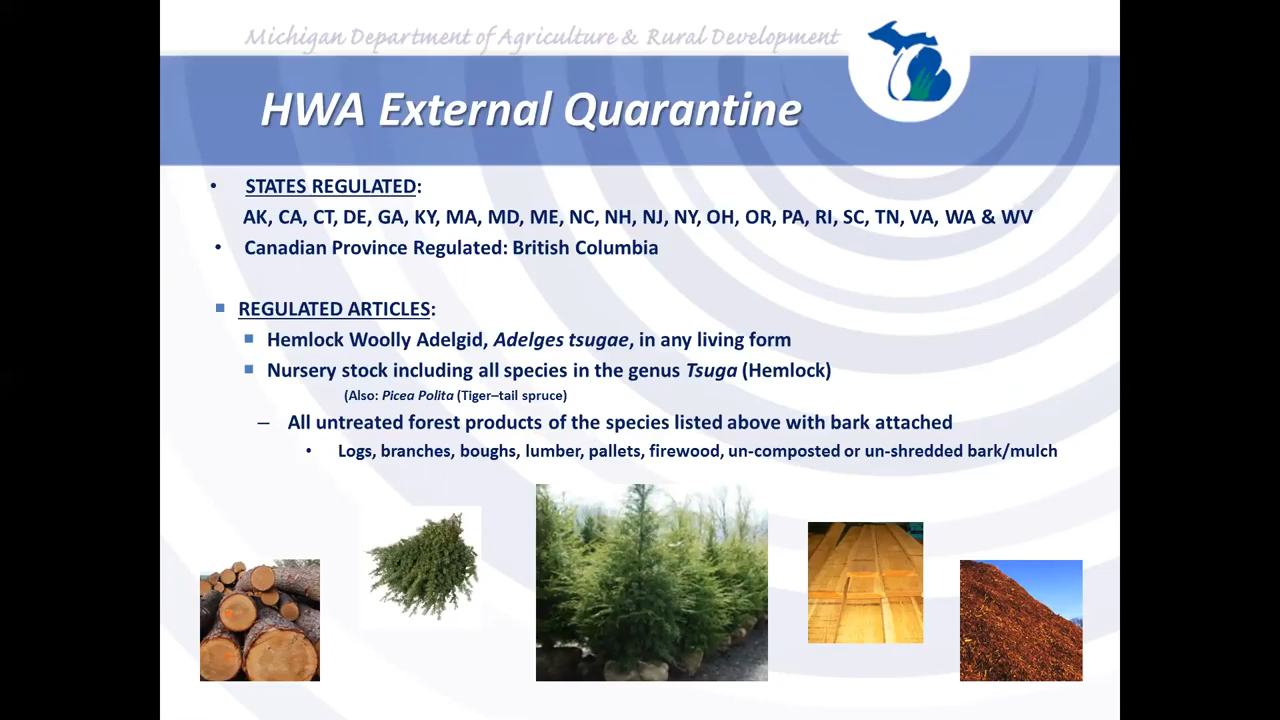 Michigan Department of Agriculture & Rural Development
HWA External Quarantine
• STATES REGULATED:
AK, CA, CT, DE, GA, KY, MA, MD, ME, NC, NH, NJ, NY, OH, OR, PA, RI, SC, TN, VA, WA & WV
• Canadian Province Regulated: British Columbia
■ REGULATED ARTICLES:
■ Hemlock Woolly Adelgid, Adelges tsugae, in any living form
■ Nursery stock including all species in the genus Tsuga (Hemlock)
(Also: Picea Polita (Tiger–tail spruce)
– All untreated forest products of the species listed above with bark attached
• Logs, branches, boughs, lumber, pallets, firewood, un-composted or un-shredded bark/mulch